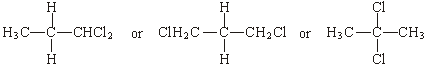 H H Cl
H₃C—C—CHCl₂ or ClH₂C—C—CH₂Cl or H₃C—C—CH₃
H H Cl